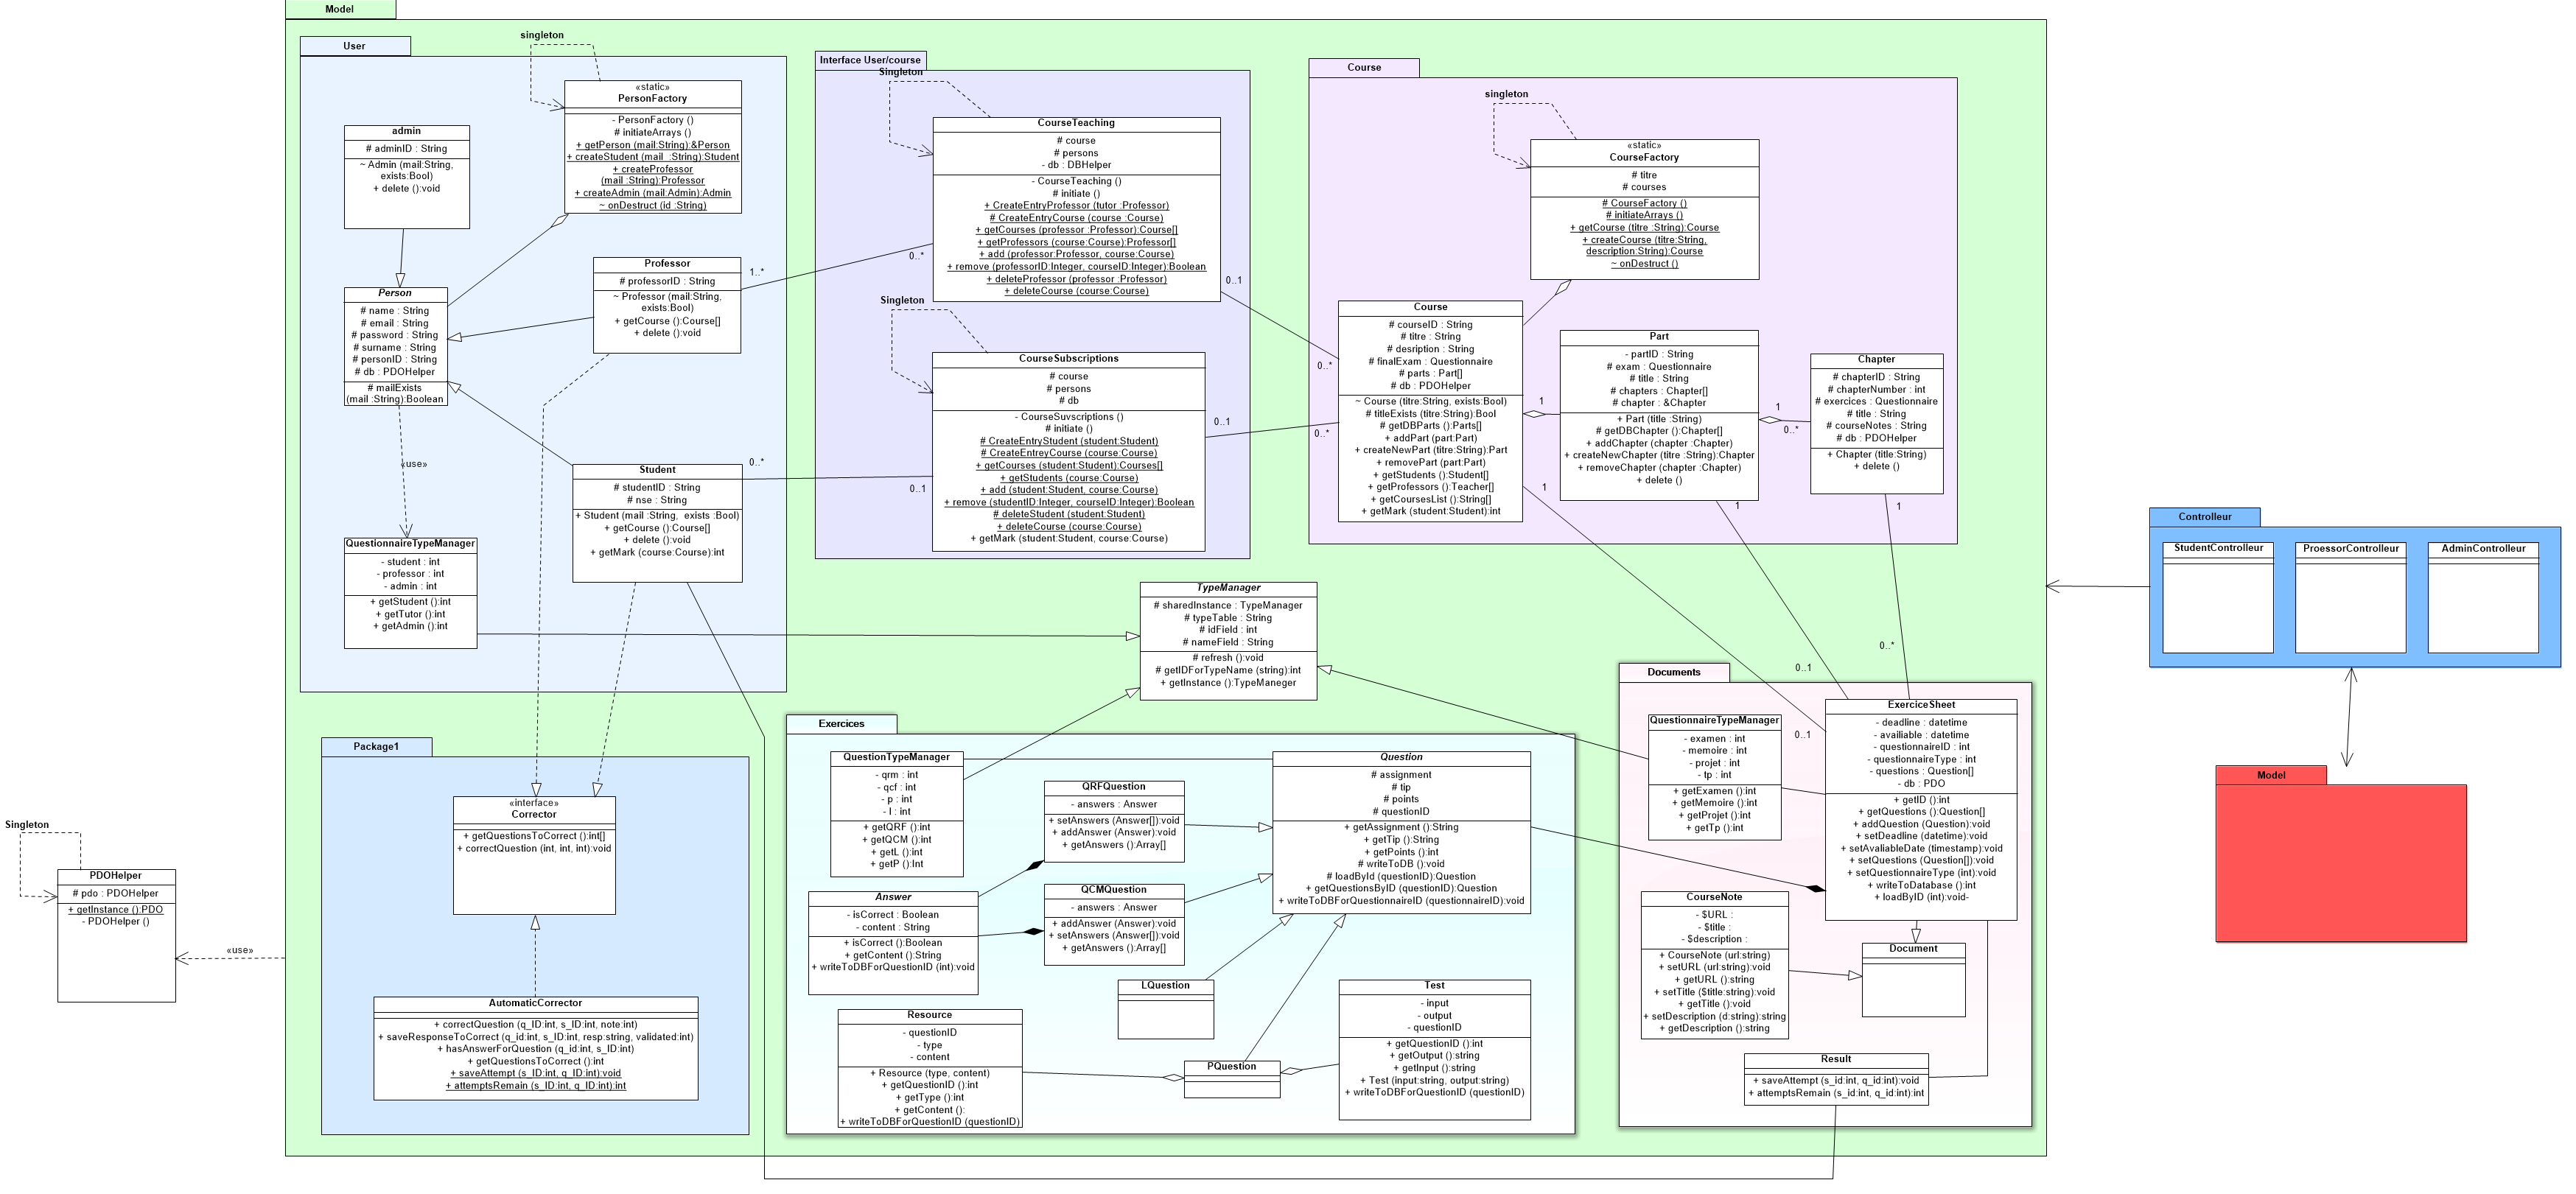 Model
User
singleton
«static»
PersonFactory
- PersonFactory ()
# initiateArrays ()
+ getPerson (mail:String):&Person
+ createStudent (mail  :String):Student
+ createProfessor
(mail :String):Professor
+ createAdmin (mail:Admin):Admin
~ onDestruct (id :String)
admin
# adminID : String
~ Admin (mail:String,
exists:Bool)
+ delete ():void
Professor
# professorID : String
~ Professor (mail:String,
exists:Bool)
+ getCourse ():Course[]
+ delete ():void
Person
# name : String
# email : String
# password : String
# surname : String
# personID : String
# db : PDOHelper
# mailExists
(mail :String):Boolean
«use»
Student
# studentID : String
# nse : String
+ Student (mail :String,  exists :Bool)
+ getCourse ():Course[]
+ delete ():void
+ getMark (course:Course):int
QuestionnaireTypeManager
- student : int
- professor : int
- admin : int
+ getStudent ():int
+ getTutor ():int
+ getAdmin ():int
Interface User/course
Singleton
CourseTeaching
# course
# persons
- db : DBHelper
- CourseTeaching ()
# initiate ()
+ CreateEntryProfessor (tutor :Professor)
# CreateEntryCourse (course :Course)
+ getCourses (professor :Professor):Course[]
+ getProfessors (course:Course):Professor[]
+ add (professor:Professor, course:Course)
+ remove (professorID:Integer, courseID:Integer):Boolean
+ deleteProfessor (professor :Professor)
+ deleteCourse (course:Course)
1..*
0..*
0..1
0..*
Singleton
CourseSubscriptions
# course
# persons
# db
- CourseSuvscriptions ()
# initiate ()
# CreateEntryStudent (student:Student)
# CreateEntreyCourse (course:Course)
+ getCourses (student:Student):Courses[]
+ getStudents (course:Course)
+ add (student:Student, course:Course)
+ remove (studentID:Integer, courseID:Integer):Boolean
# deleteStudent (student:Student)
+ deleteCourse (course:Course)
+ getMark (student:Student, course:Course)
0..*
0..1
0..1
0..*
Course
singleton
«static»
CourseFactory
# titre
# courses
# CourseFactory ()
# initiateArrays ()
+ getCourse (titre :String):Course
+ createCourse (titre:String,
description:String):Course
~ onDestruct ()
Course
# courseID : String
# titre : String
# desription : String
# finalExam : Questionnaire
# parts : Part[]
# db : PDOHelper
~ Course (titre:String, exists:Bool)
# titleExists (titre:String):Bool
# getDBParts ():Parts[]
+ addPart (part:Part)
+ createNewPart (titre:String):Part
+ removePart (part:Part)
+ getStudents ():Student[]
+ getProfessors ():Teacher[]
+ getCoursesList ():String[]
+ getMark (student:Student):int
1
Part
- partID : String
# exam : Questionnaire
# title : String
# chapters : Chapter[]
# chapter : &Chapter
+ Part (title :String)
# getDBChapter ():Chapter[]
+ addChapter (chapter :Chapter)
+ createNewChapter (titre :String):Chapter
+ removeChapter (chapter :Chapter)
+ delete ()
1
0..*
Chapter
# chapterID : String
# chapterNumber : int
# exercices : Questionnaire
# title : String
# courseNotes : String
# db : PDOHelper
+ Chapter (title:String)
+ delete ()
1
1
1
0..*
0..1
0..1
TypeManager
# sharedInstance : TypeManager
# typeTable : String
# idField : int
# nameField : String
# refresh ():void
# getIDForTypeName (string):int
+ getInstance ():TypeManeger
Controlleur
StudentControlleur
ProessorControlleur
AdminControlleur
Model
Package1
«interface»
Corrector
+ getQuestionsToCorrect ():int[]
+ correctQuestion (int, int, int):void
AutomaticCorrector
+ correctQuestion (q_ID:int, s_ID:int, note:int)
+ saveResponseToCorrect (q_id:int, s_ID:int, resp:string, validated:int)
+ hasAnswerForQuestion (q_id:int, s_ID:int)
+ getQuestionsToCorrect ():int
+ saveAttempt (s_ID:int, q_ID:int):void
+ attemptsRemain (s_ID:int, q_ID:int):int
Singleton
PDOHelper
# pdo : PDOHelper
+ getInstance ():PDO
- PDOHelper ()
«use»
Exercices
QuestionTypeManager
- qrm : int
- qcf : int
- p : int
- l : int
+ getQRF ():int
+ getQCM ():int
+ getL ():int
+ getP ():Int
QRFQuestion
- answers : Answer
+ setAnswers (Answer[]):void
+ addAnswer (Answer):void
+ getAnswers ():Array[]
Question
# assignment
# tip
# points
# questionID
+ getAssignment ():String
+ getTip ():String
+ getPoints ():int
# writeToDB ():void
# loadById (questionID):Question
+ getQuestionsByID (questionID):Question
+ writeToDBForQuestionnaireID (questionnaireID):void
Answer
- isCorrect : Boolean
- content : String
+ isCorrect ():Boolean
+ getContent ():String
+ writeToDBForQuestionID (int):void
QCMQuestion
- answers : Answer
+ addAnswer (Answer):void
+ setAnswers (Answer[]):void
+ getAnswers ():Array[]
LQuestion
Resource
- questionID
- type
- content
+ Resource (type, content)
+ getQuestionID ():int
+ getType ():int
+ getContent ():
+ writeToDBForQuestionID (questionID)
PQuestion
Test
- input
- output
- questionID
+ getQuestionID ():int
+ getOutput ():string
+ getInput ():string
+ Test (input:string, output:string)
+ writeToDBForQuestionID (questionID)
Documents
QuestionnaireTypeManager
- examen : int
- memoire : int
- projet : int
- tp : int
+ getExamen ():int
+ getMemoire ():int
+ getProjet ():int
+ getTp ():int
ExerciceSheet
- deadline : datetime
- availiable : datetime
- questionnaireID : int
- questionnaireType : int
- questions : Question[]
- db : PDO
+ getID ():int
+ getQuestions ():Question[]
+ addQuestion (Question):void
+ setDeadline (datetime):void
+ setAvaliableDate (timestamp):void
+ setQuestions (Question[]):void
+ setQuestionnaireType (int):void
+ writeToDatabase ():int
+ loadByID (int):void-
CourseNote
- $URL :
- $title :
- $description :
+ CourseNote (url:string)
+ setURL (url:string):void
+ getURL ():string
+ setTitle ($title:string):void
+ getTitle ():void
+ setDescription (d:string):string
+ getDescription ():string
Document
Result
+ saveAttempt (s_id:int, q_id:int):void
+ attemptsRemain (s_id:int, q_id:int):int